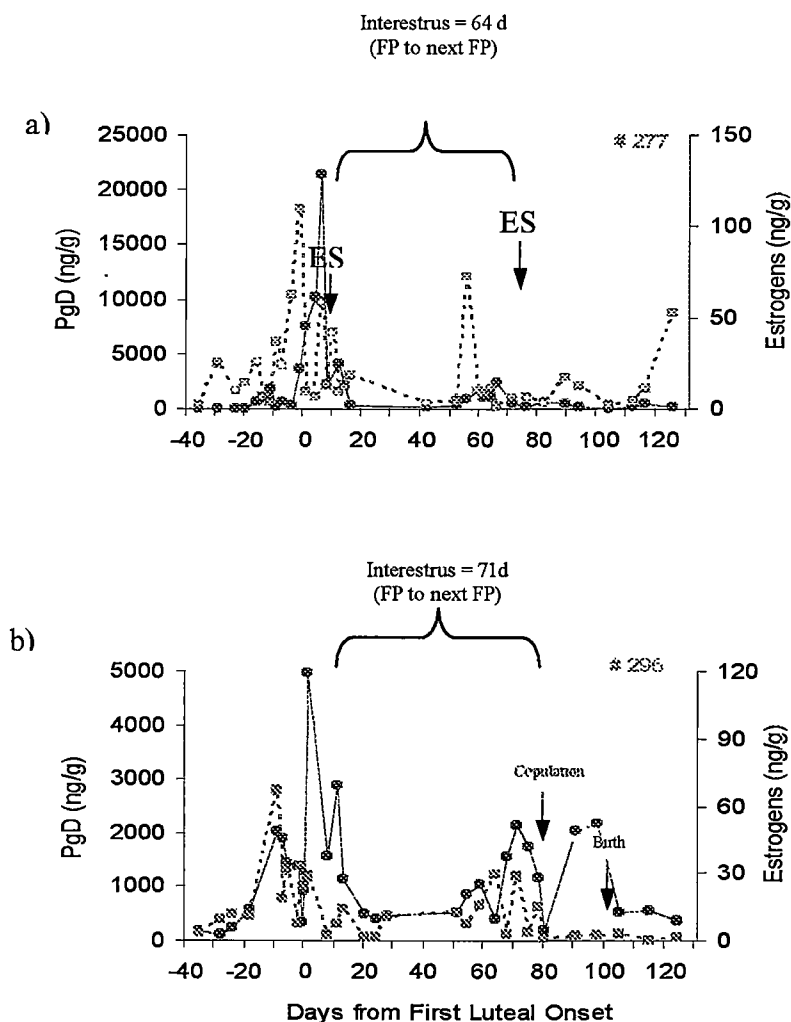 Interestrus = 64 d
(FP to next FP)
a)
# 277
25000
20000
15000
10000
5000
0
PgD (ng/g)
150
100
50
0
Estrogens (ng/g)
ES
ES
-40 -20 0 20 40 60 80 100 120
Interestrus = 71d
(FP to next FP)
b)
# 296
5000
4000
3000
2000
1000
0
PgD (ng/g)
120
90
60
30
0
Estrogens (ng/g)
Copulation
Birth
-40 -20 0 20 40 60 80 100 120
Days from First Luteal Onset